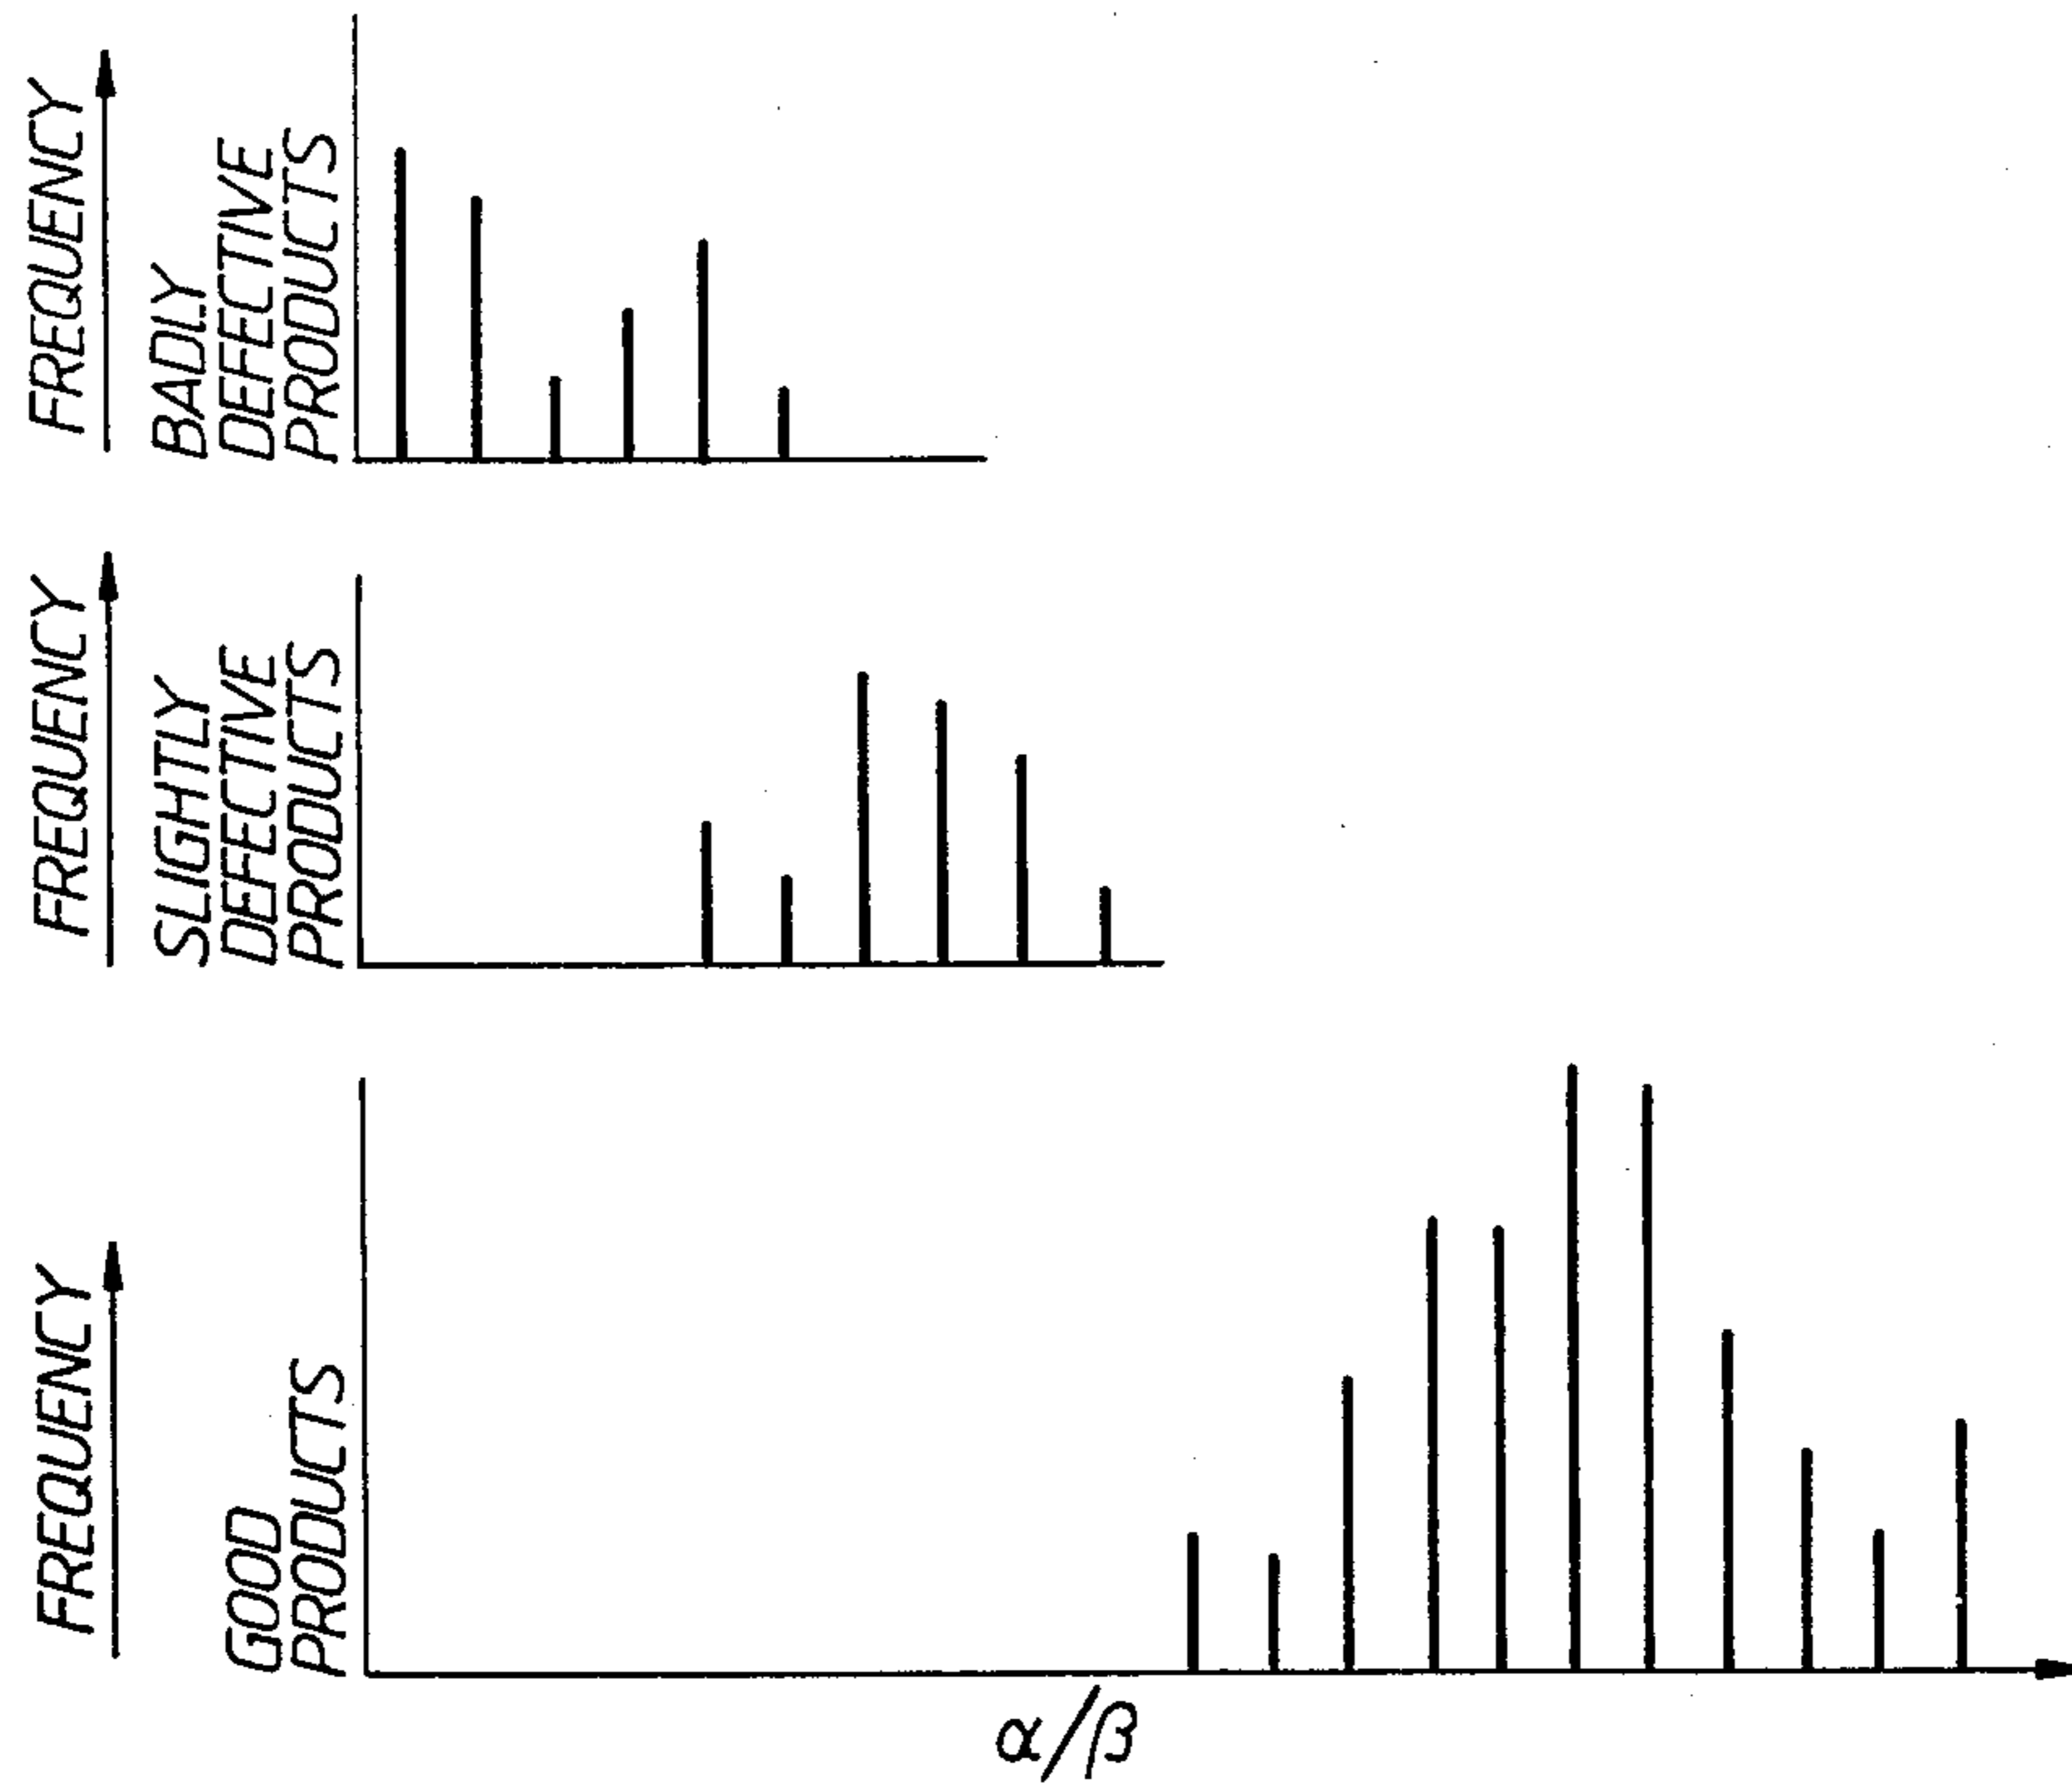 FREQUENCY
BADLY
DEFECTIVE
PRODUCTS
FREQUENCY
SLIGHTLY
DEFECTIVE
PRODUCTS
FREQUENCY
GOOD
PRODUCTS
α/β